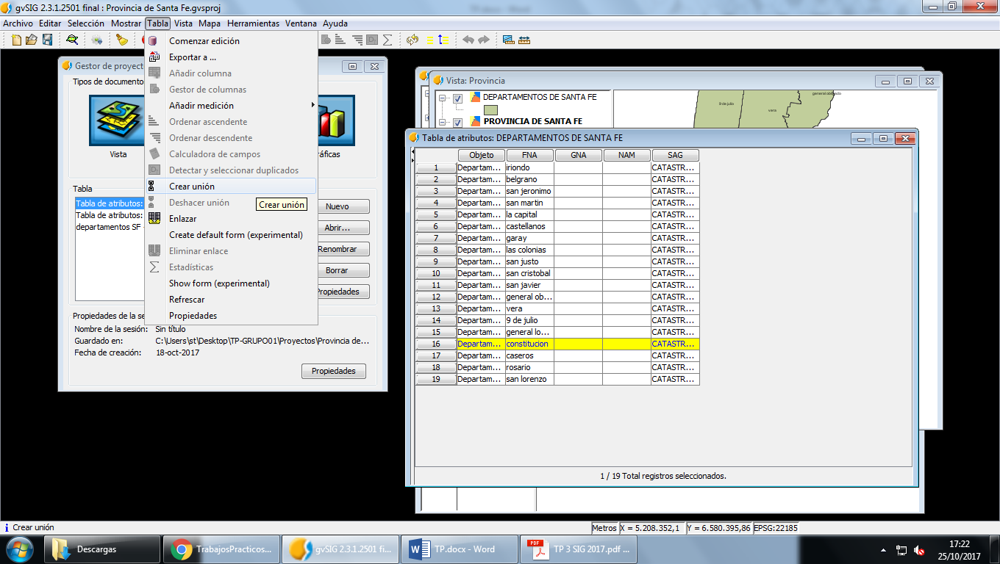 gvSIG 2.3.1.2501 final : Provincia de Santa Fe.gvsproj
Archivo Editar Selección Mostrar Tabla Vista Mapa Herramientas Ventana Ayuda
Comenzar edición
Exportar a ...
Añadir columna
Gestor de columnas
Añadir medición
Ordenar ascendente
Ordenar descendente
Calculadora de campos
Detectar y seleccionar duplicados
Crear unión
Deshacer unión
Crear unión
Enlazar
Create default form (experimental)
Eliminar enlace
Estadísticas
Show form (experimental)
Refrescar
Propiedades
Gestor de proyect
Tipos de documento
Vista
áficas
Tabla
Tabla de atributos:
Tabla de atributos:
departamentos SF
Nuevo
Abrir...
Renombrar
Borrar
Propiedades
Propiedades de la se
Nombre de la sesión: Sin título
Guardado en: C:\Users\st\Desktop\TP-GRUPO01\Proyectos\Provincia de...
Fecha de creación: 18-oct-2017
Propiedades
Vista: Provincia
DEPARTAMENTOS DE SANTA FE
PROVINCIA DE SANTA FE
general obligado
9 de julio
vera
Tabla de atributos: DEPARTAMENTOS DE SANTA FE
Objeto FNA GNA NAM SAG
1 Departam... iriondo CATASTR...
2 Departam... belgrano CATASTR...
3 Departam... san jeronimo CATASTR...
4 Departam... san martin CATASTR...
5 Departam... la capital CATASTR...
6 Departam... castellanos CATASTR...
7 Departam... garay CATASTR...
8 Departam... las colonias CATASTR...
9 Departam... san justo CATASTR...
10 Departam... san cristobal CATASTR...
11 Departam... san javier CATASTR...
12 Departam... general ob... CATASTR...
13 Departam... vera CATASTR...
14 Departam... 9 de julio CATASTR...
15 Departam... general lo... CATASTR...
16 Departam... constitucion CATASTR...
17 Departam... caseros CATASTR...
18 Departam... rosario CATASTR...
19 Departam... san lorenzo CATASTR...
1 / 19 Total registros seleccionados.
Crear unión
Metros X = 5.208.352,1 Y = 6.580.395,86 EPSG:22185
Descargas
TrabajosPracticos...
gvSIG 2.3.1.2501 fi...
TP.docx - Word
PDF
TP 3 SIG 2017.pdf ...
17:22
25/10/2017